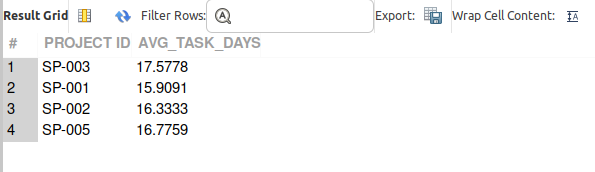 Result Grid Filter Rows: Export: Wrap Cell Content:
# PROJECT ID AVG_TASK_DAYS
1 SP-003 17.5778
2 SP-001 15.9091
3 SP-002 16.3333
4 SP-005 16.7759